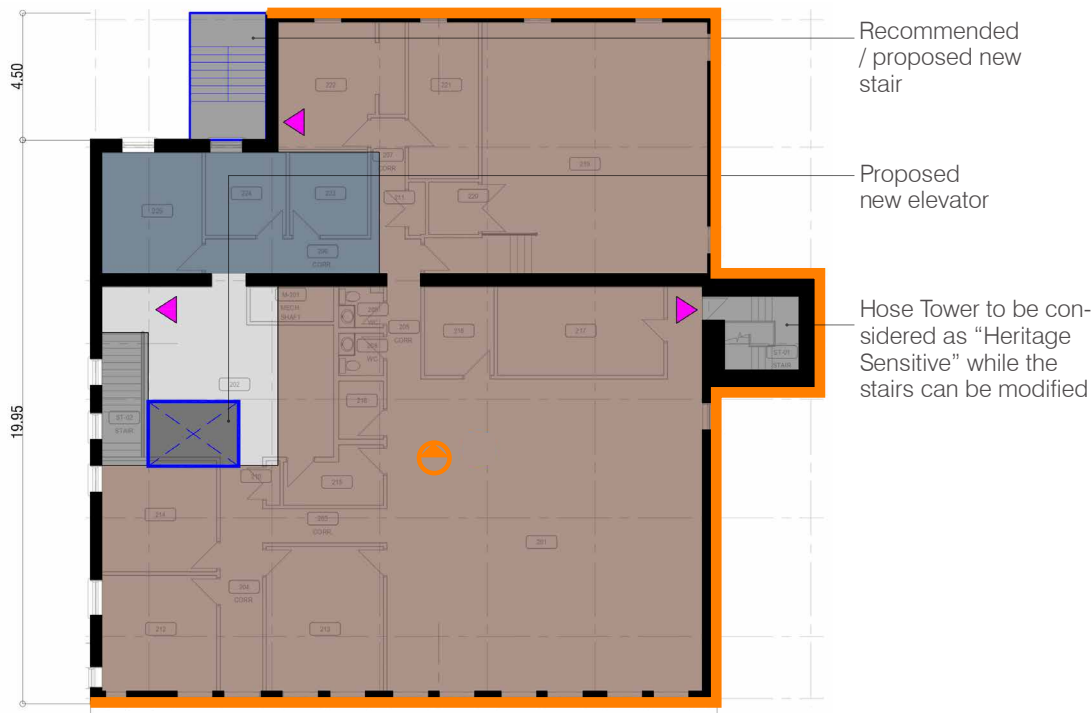 Recommended
/ proposed new
stair
4.50
222
221
207
CORR
219
Proposed
new elevator
211
220
225
224
223
206
CORR
M-201
MECH
SHAFT
WC
205
CORR
218
217
Hose Tower to be con-
sidered as “Heritage
Sensitive” while the
stairs can be modified
ST-01
STAIR
WC
202
216
ST-02
STAIR
19.95
210
215
214
203
CORR.
201
204
CORR
213
212